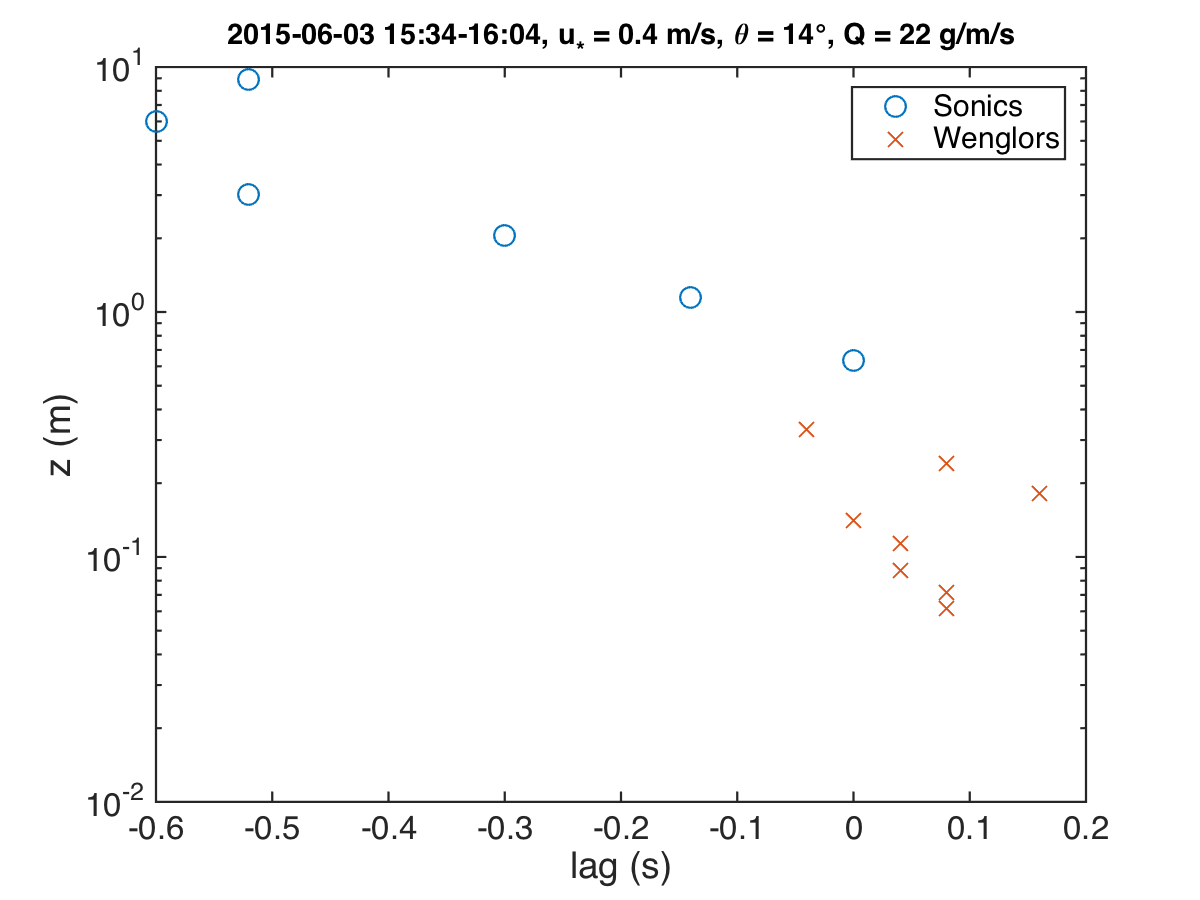 2015-06-03 15:34-16:04, u* = 0.4 m/s, θ = 14°, Q = 22 g/m/s
Sonics
Wenglors
10^1
10^0
10^-1
10^-2
z (m)
-0.6 -0.5 -0.4 -0.3 -0.2 -0.1 0 0.1 0.2
lag (s)